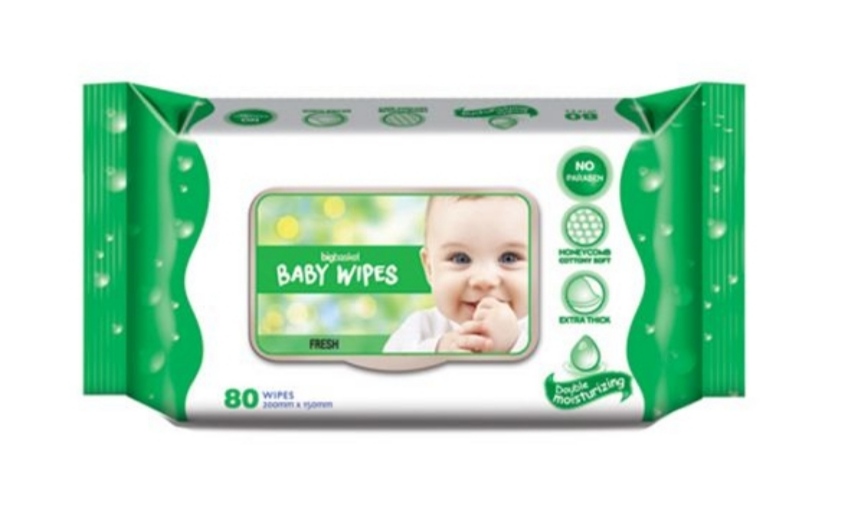 bigbasket
BABY WIPES
FRESH
80 WIPES
200mm x 150mm
NO
PARABEN
HONEYCOMB
COTTONY SOFT
EXTRA THICK
Double
moisturizing